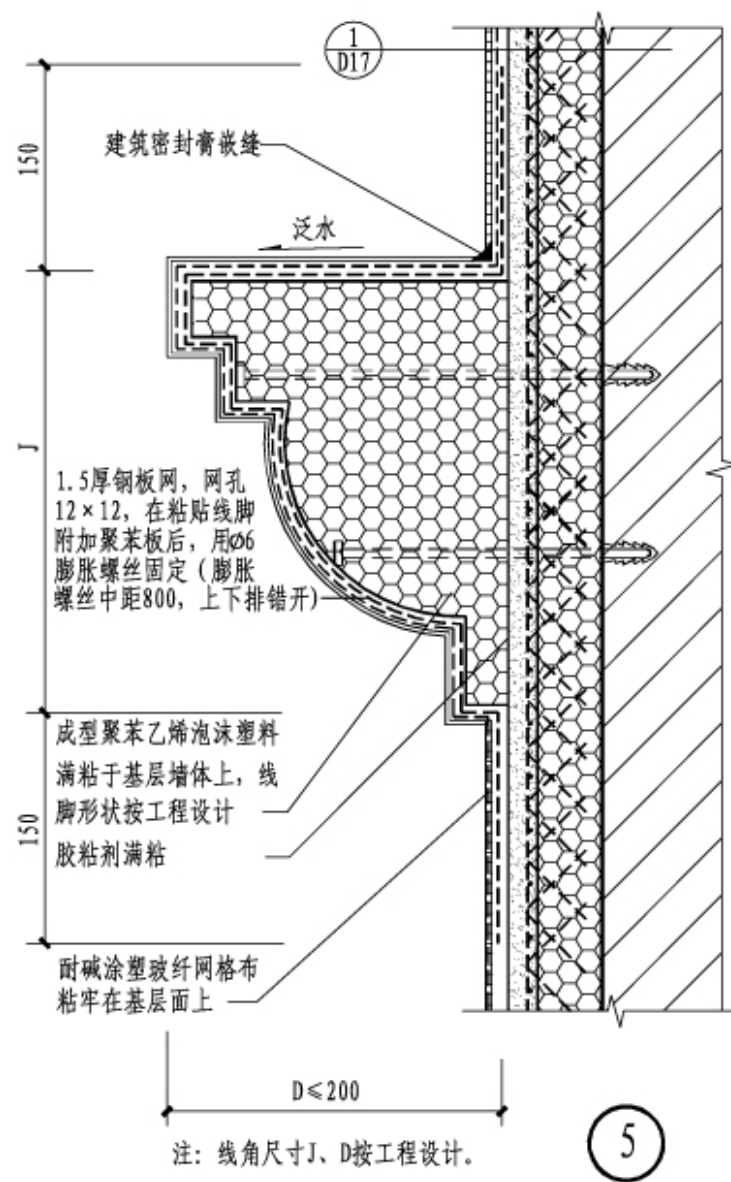 1
D17
150
建筑密封膏嵌缝
泛水
J
1.5厚钢板网，网孔
12×12，在粘贴线脚
附加聚苯板后，用Ø6
膨胀螺丝固定（膨胀
螺丝中距800，上下排错开）
成型聚苯乙烯泡沫塑料
满粘于基层墙体上，线
脚形状按工程设计
胶粘剂满粘
150
耐碱涂塑玻纤网格布
粘牢在基层面上
D≤200
注：线角尺寸J、D按工程设计。
5